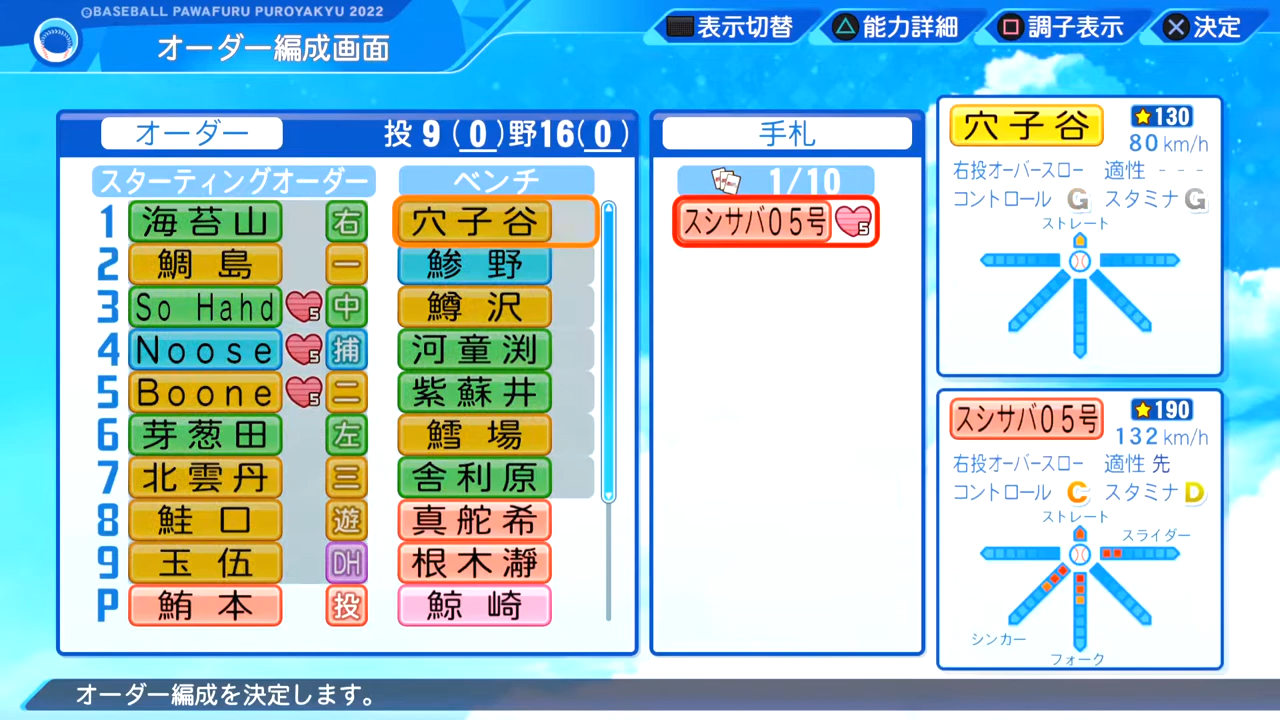 ©BASEBALL PAWAFURU PUROYAKYU 2022
オーダー編成画面
表示切替
能力詳細
調子表示
決定
オーダー 投9(0)野16(0)
スターティングオーダー ベンチ
1 海苔山 右 穴子谷
2 鯛島 一 鯵野
3 So Hahd 5 中 鱒沢
4 Noose 5 捕 河童渕
5 Boone 5 二 紫蘇井
6 芽葱田 左 鱈場
7 北雲丹 三 舎利原
8 鮭口 遊 真舵希
9 玉伍 DH 根木瀞
P 鮪本 投 鯨崎
手札
1/10
スシサバ05号 5
穴子谷 ★130
80 km/h
右投オーバースロー 適性 - - -
コントロール G スタミナ G
ストレート
スシサバ05号 ★190
132 km/h
右投オーバースロー 適性 先
コントロール C スタミナ D
ストレート
スライダー
シンカー
フォーク
オーダー編成を決定します。